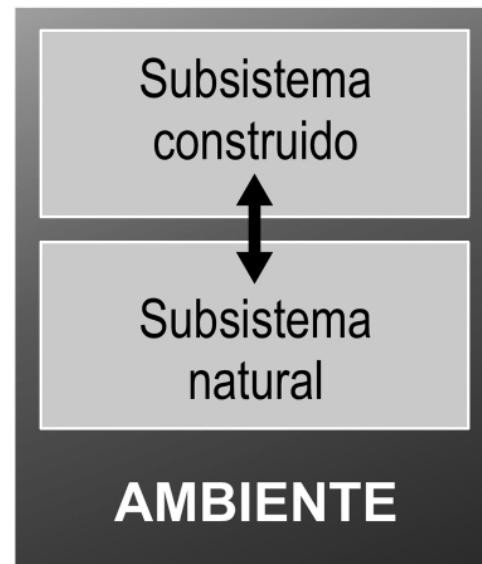 Subsistema
construido
Subsistema
natural
AMBIENTE